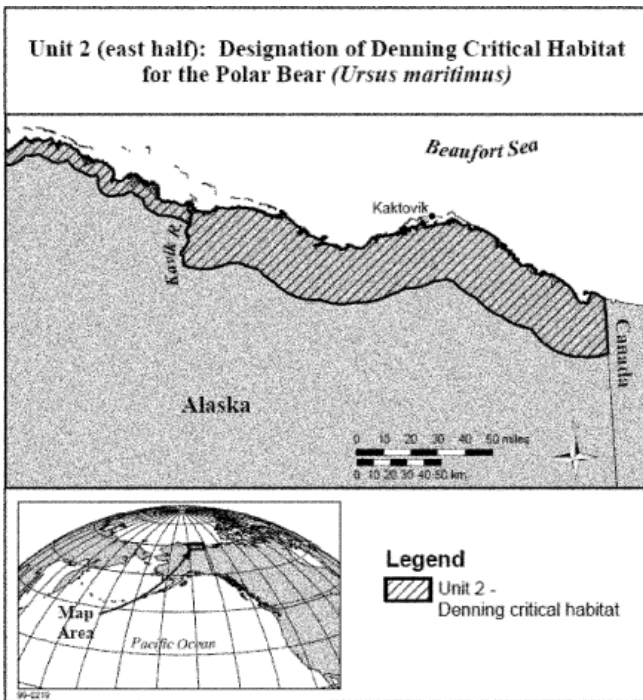 Unit 2 (east half): Designation of Denning Critical Habitat
for the Polar Bear (Ursus maritimus)
Beaufort Sea
Kaktovik
Kavik R.
Canada
Alaska
0 10 20 30 40 50 miles
0 10 20 30 40 50 km
Map
Area
Pacific Ocean
Legend
Unit 2 -
Denning critical habitat
99-0219